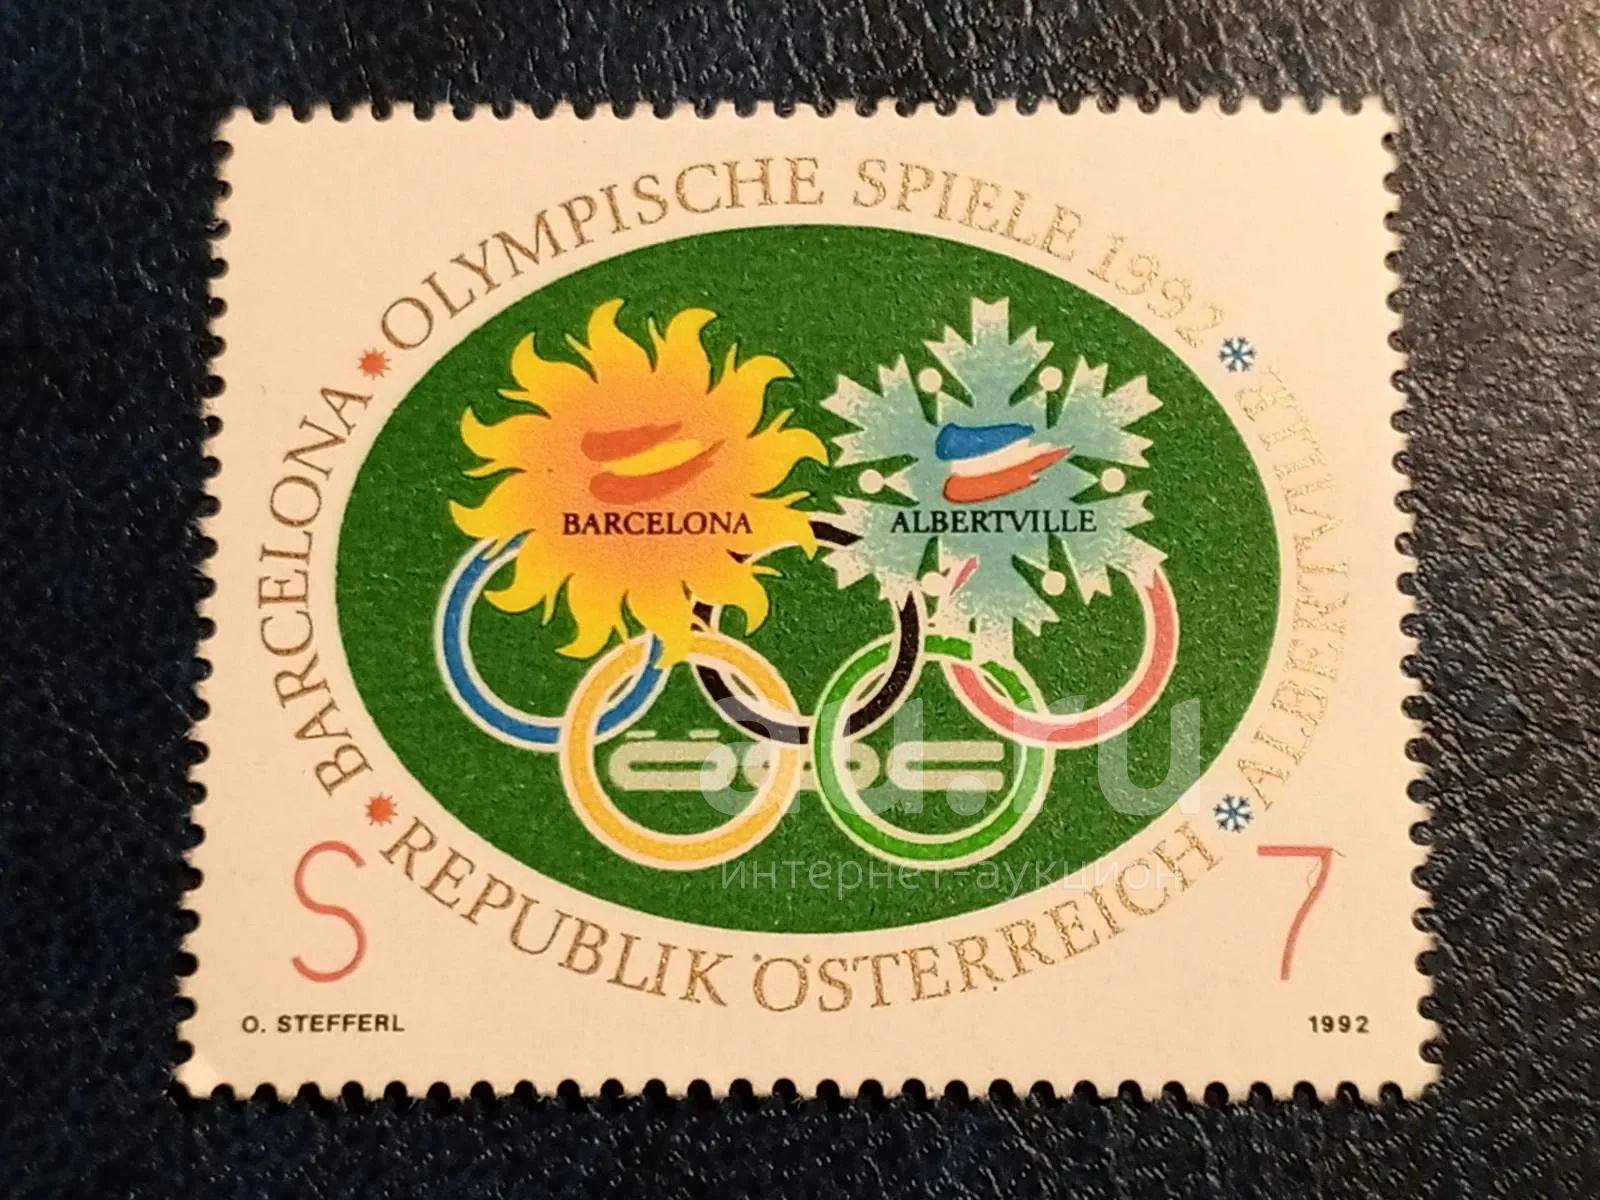 OLYMPISCHE SPIELE 1992
BARCELONA
ALBERTVILLE
BARCELONA
ALBERTVILLE
au.ru
интернет-аукцион
REPUBLIK ÖSTERREICH
S
7
O. STEFFERL
1992